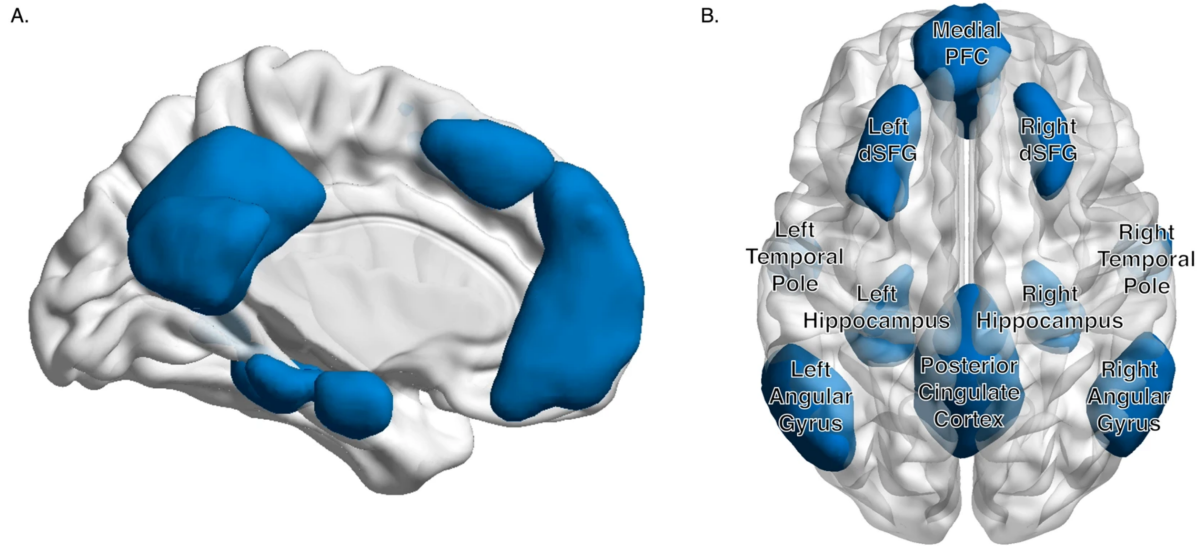 A.
B.
Medial
PFC
Left
dSFG
Right
dSFG
Left
Temporal
Pole
Right
Temporal
Pole
Left
Hippocampus
Right
Hippocampus
Left
Angular
Gyrus
Posterior
Cingulate
Cortex
Right
Angular
Gyrus